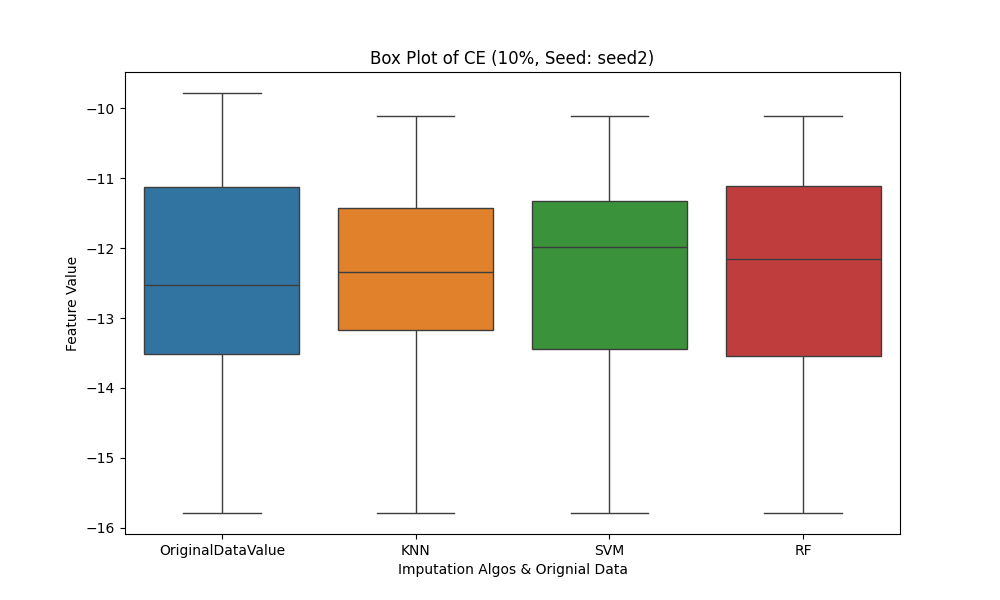 Box Plot of CE (10%, Seed: seed2)
Feature Value
−10
−11
−12
−13
−14
−15
−16
OriginalDataValue
KNN
SVM
RF
Imputation Algos & Orignial Data